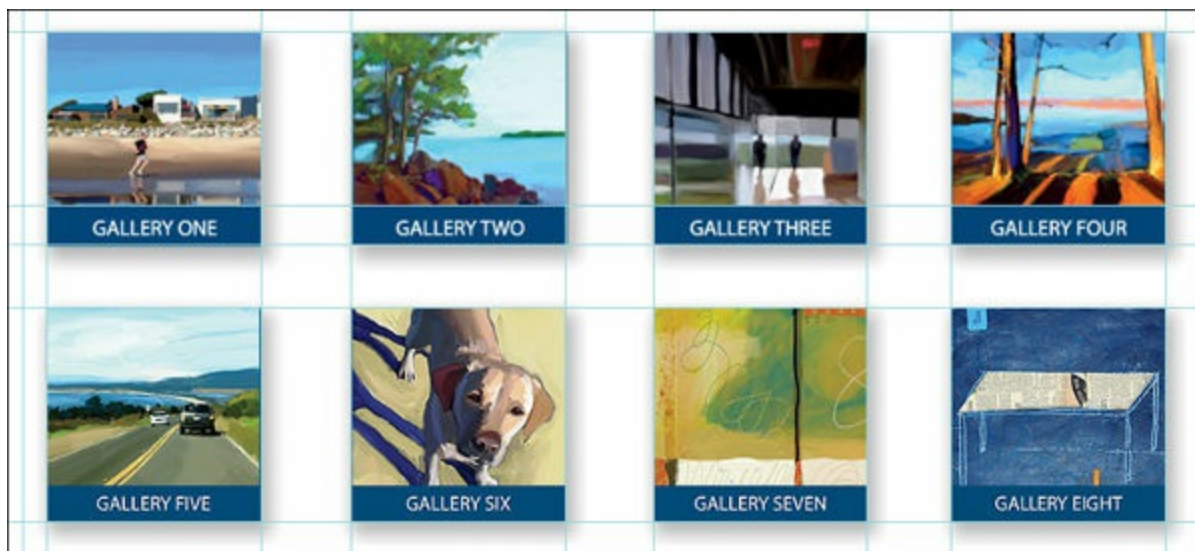 GALLERY ONE
GALLERY TWO
GALLERY THREE
GALLERY FOUR
GALLERY FIVE
GALLERY SIX
GALLERY SEVEN
GALLERY EIGHT